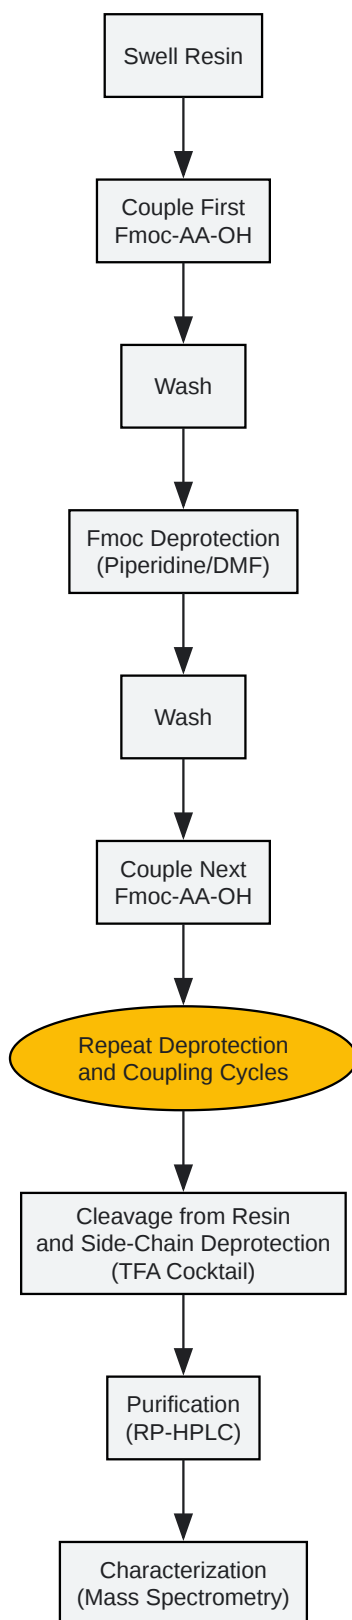 Swell Resin
Couple First
Fmoc-AA-OH
Wash
Fmoc Deprotection
(Piperidine/DMF)
Wash
Couple Next
Fmoc-AA-OH
Repeat Deprotection
and Coupling Cycles
Cleavage from Resin
and Side-Chain Deprotection
(TFA Cocktail)
Purification
(RP-HPLC)
Characterization
(Mass Spectrometry)